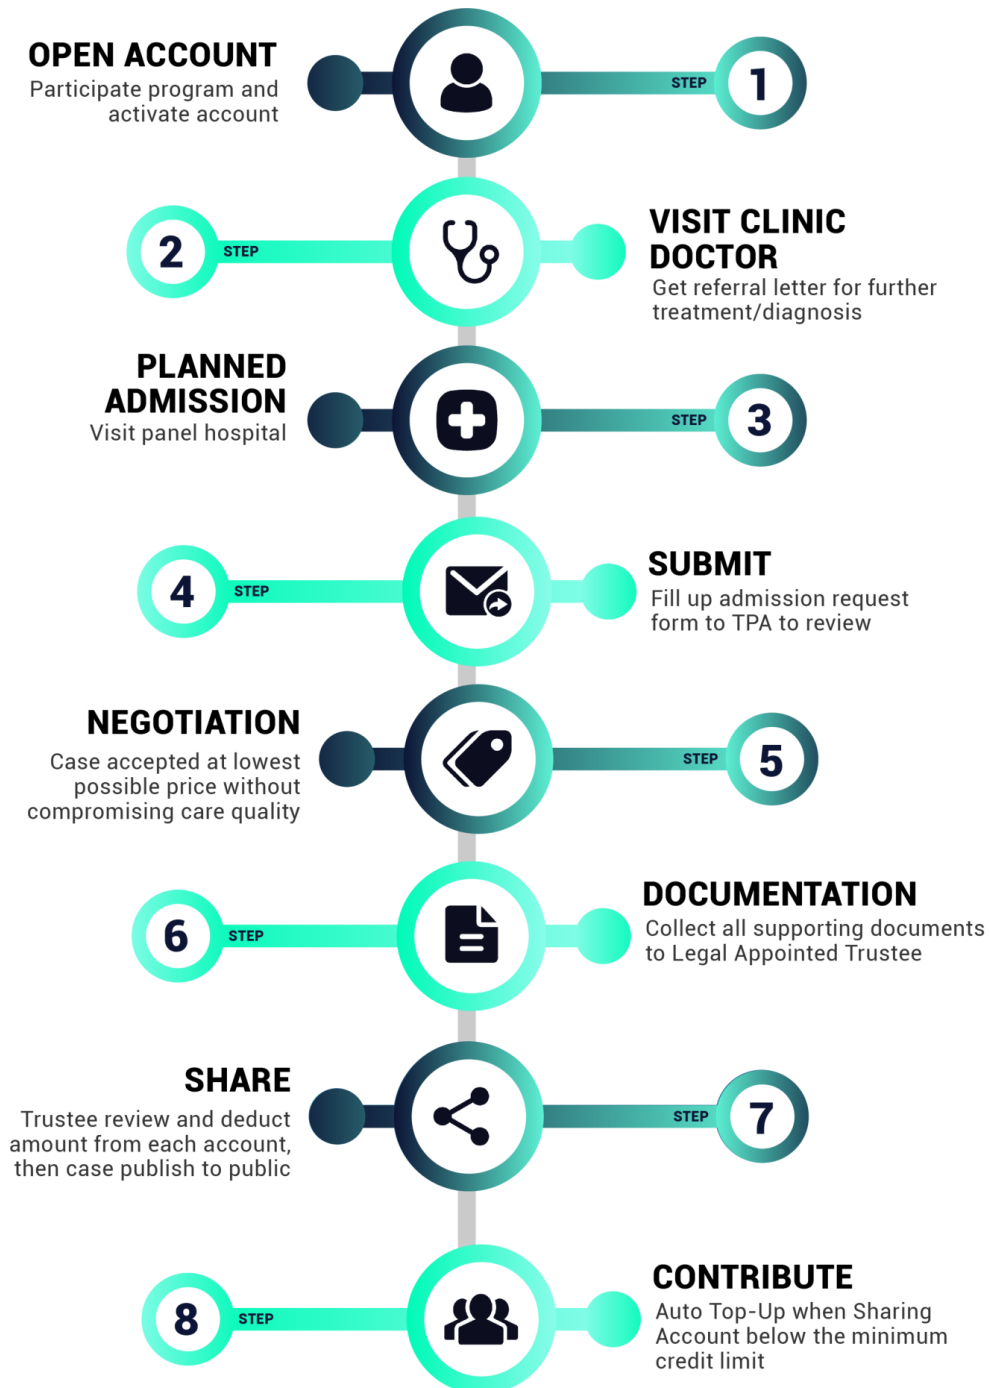 OPEN ACCOUNT
Participate program and
activate account
STEP
1
2
STEP
VISIT CLINIC
DOCTOR
Get referral letter for further
treatment/diagnosis
PLANNED
ADMISSION
Visit panel hospital
STEP
3
4
STEP
SUBMIT
Fill up admission request
form to TPA to review
NEGOTIATION
Case accepted at lowest
possible price without
compromising care quality
STEP
5
6
STEP
DOCUMENTATION
Collect all supporting documents
to Legal Appointed Trustee
SHARE
Trustee review and deduct
amount from each account,
then case publish to public
STEP
7
8
STEP
CONTRIBUTE
Auto Top-Up when Sharing
Account below the minimum
credit limit